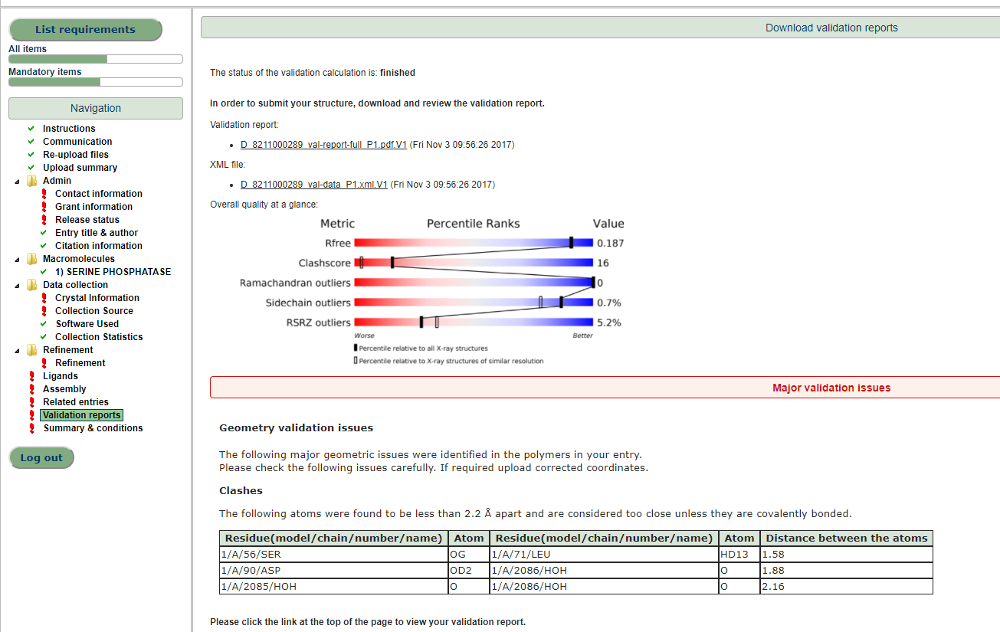 List requirements
All items
Mandatory items
Navigation
Instructions
Communication
Re-upload files
Upload summary
Admin
Contact information
Grant information
Release status
Entry title & author
Citation information
Macromolecules
1) SERINE PHOSPHATASE
Data collection
Crystal Information
Collection Source
Software Used
Collection Statistics
Refinement
Refinement
Ligands
Assembly
Related entries
Validation reports
Summary & conditions
Log out
Download validation reports
The status of the validation calculation is: finished
In order to submit your structure, download and review the validation report.
Validation report:
D_8211000289_val-report-full_P1.pdf.V1 (Fri Nov 3 09:56:26 2017)
XML file:
D_8211000289_val-data_P1.xml.V1 (Fri Nov 3 09:56:26 2017)
Overall quality at a glance:
Metric Percentile Ranks Value
Rfree 0.187
Clashscore 16
Ramachandran outliers 0
Sidechain outliers 0.7%
RSRZ outliers 5.2%
Worse Better
Percentile relative to all X-ray structures
Percentile relative to X-ray structures of similar resolution
Major validation issues
Geometry validation issues
The following major geometric issues were identified in the polymers in your entry.
Please check the following issues carefully. If required upload corrected coordinates.
Clashes
The following atoms were found to be less than 2.2 Å apart and are considered too close unless they are covalently bonded.
Residue(model/chain/number/name) Atom Residue(model/chain/number/name) Atom Distance between the atoms
1/A/56/SER OG 1/A/71/LEU HD13 1.58
1/A/90/ASP OD2 1/A/2086/HOH O 1.88
1/A/2085/HOH O 1/A/2086/HOH O 2.16
Please click the link at the top of the page to view your validation report.